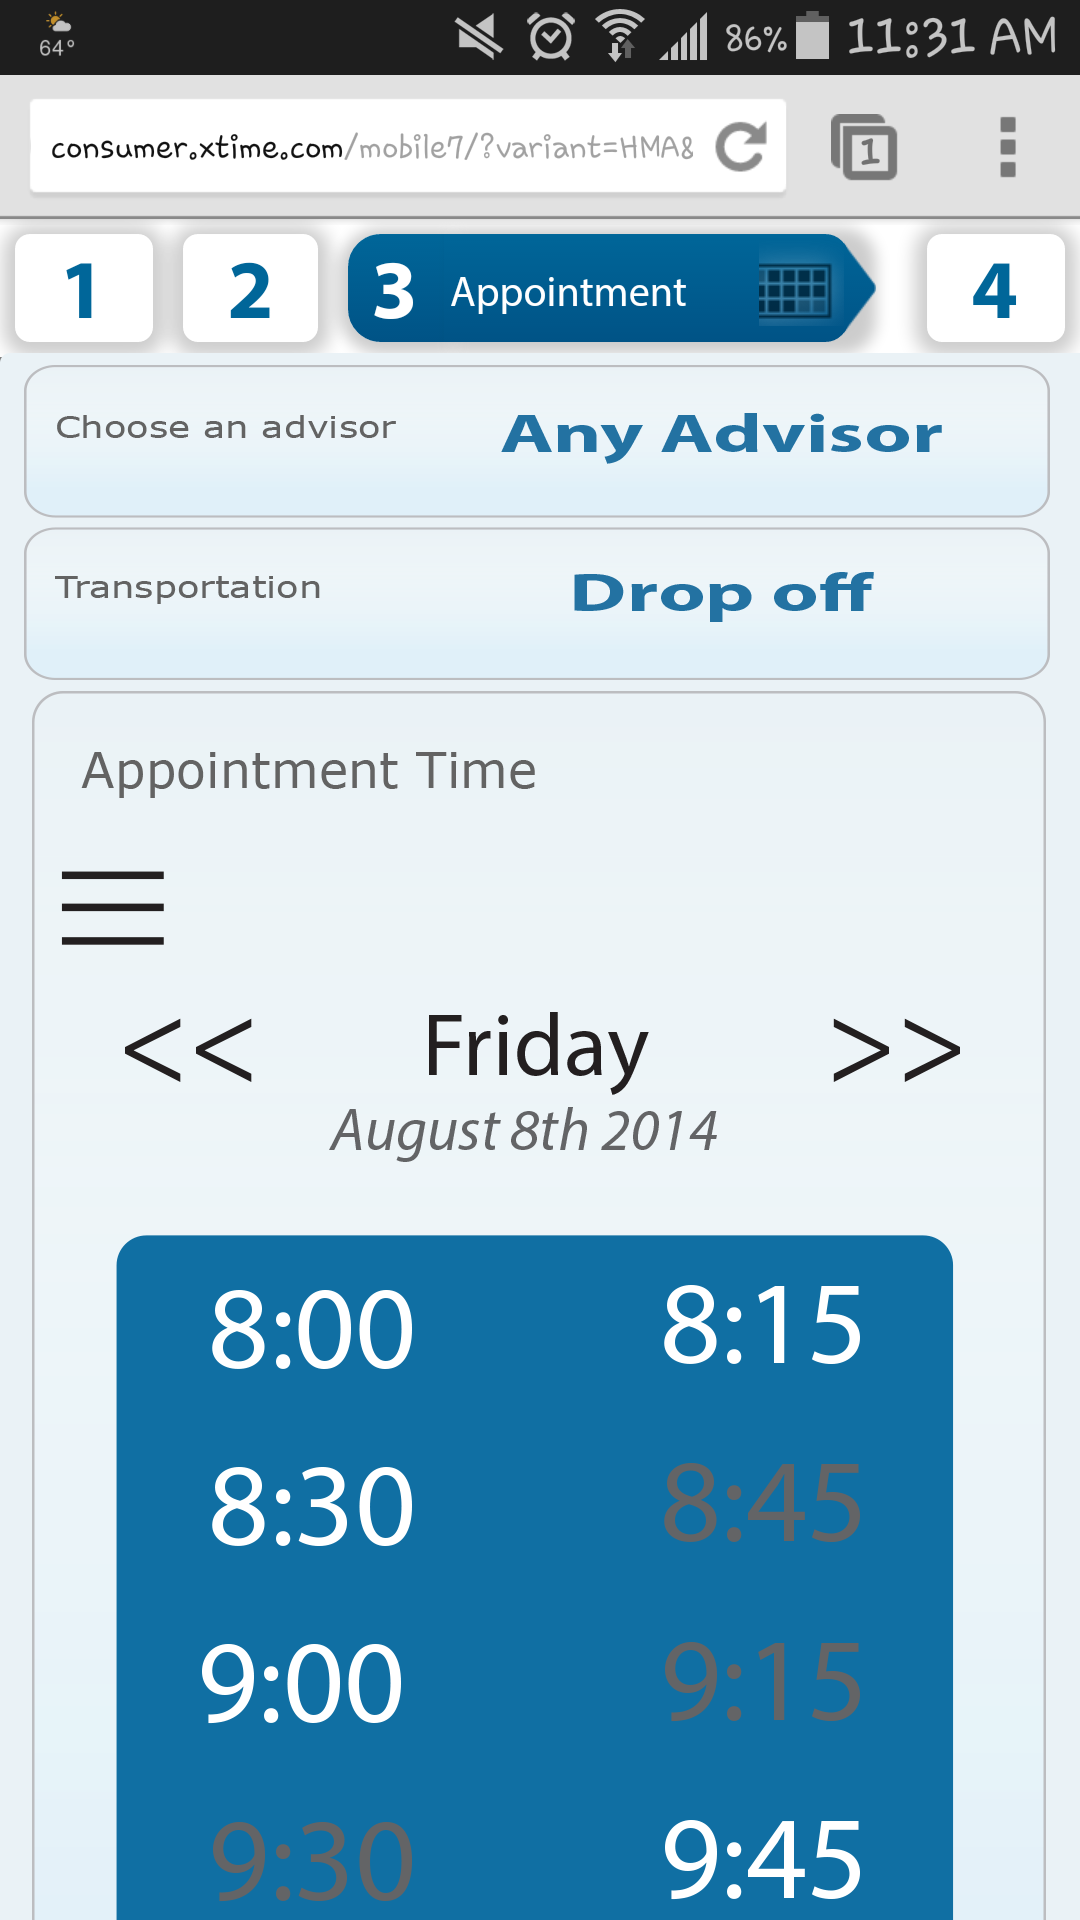 64°
86% 11:31 AM
consumer.xtime.com/mobile7/?variant=HMA&
1
1 2 3 Appointment 4
Choose an advisor Any Advisor
Transportation Drop off
Appointment Time
<< Friday >>
August 8th 2014
8:00 8:15
8:30 8:45
9:00 9:15
9:30 9:45